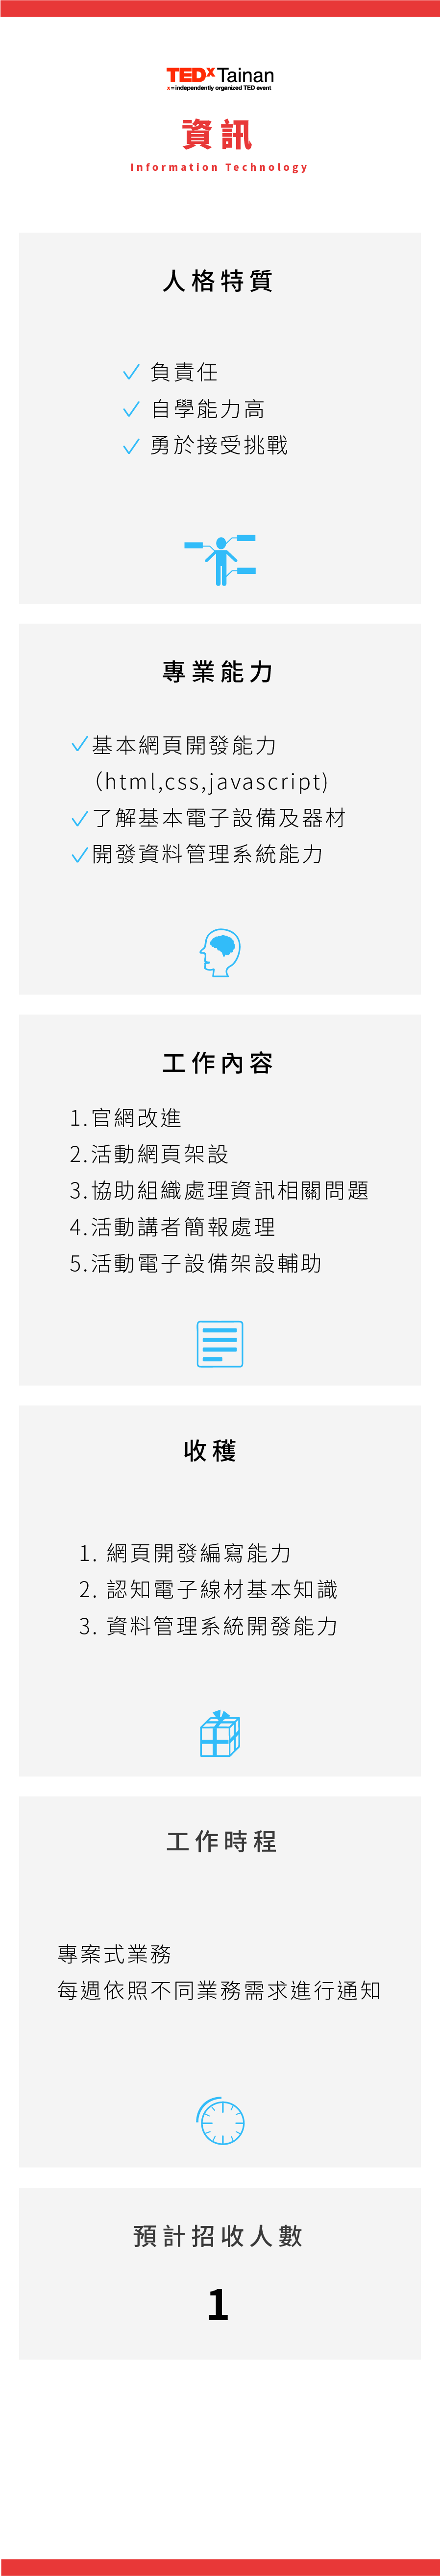 TEDxTainan
x = independently organized TED event
資訊
Information Technology
人格特質
負責任
自學能力高
勇於接受挑戰
專業能力
基本網頁開發能力
(html,css,javascript)
了解基本電子設備及器材
開發資料管理系統能力
工作內容
1.官網改進
2.活動網頁架設
3.協助組織處理資訊相關問題
4.活動講者簡報處理
5.活動電子設備架設輔助
收穫
1. 網頁開發編寫能力
2. 認知電子線材基本知識
3. 資料管理系統開發能力
工作時程
專案式業務
每週依照不同業務需求進行通知
預計招收人數
1